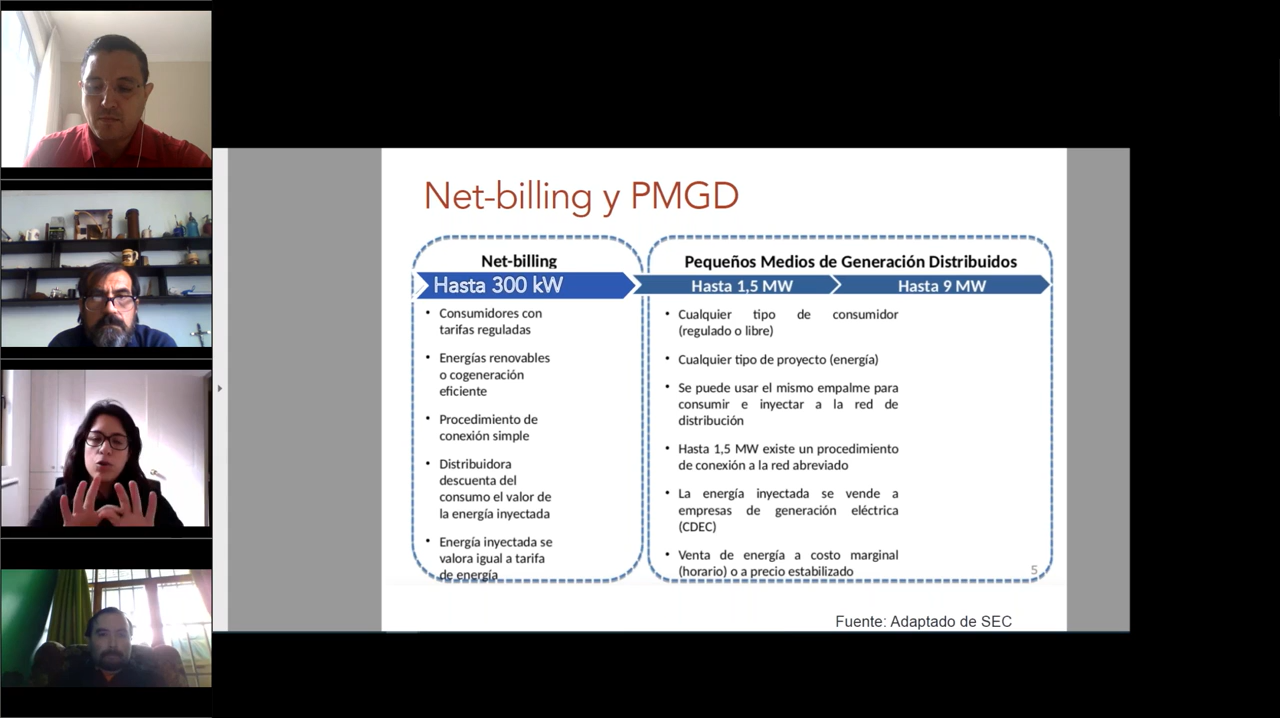 Net-billing y PMGD
Net-billing
Hasta 300 kW
• Consumidores con
tarifas reguladas
• Energías renovables
o cogeneración
eficiente
• Procedimiento de
conexión simple
• Distribuidora
descuenta del
consumo el valor de
la energía inyectada
• Energía inyectada se
valora igual a tarifa
de energía
Pequeños Medios de Generación Distribuidos
Hasta 1,5 MW
Hasta 9 MW
• Cualquier tipo de consumidor
(regulado o libre)
• Cualquier tipo de proyecto (energía)
• Se puede usar el mismo empalme para
consumir e inyectar a la red de
distribución
• Hasta 1,5 MW existe un procedimiento
de conexión a la red abreviado
• La energía inyectada se vende a
empresas de generación eléctrica
(CDEC)
• Venta de energía a costo marginal
(horario) o a precio estabilizado
5
Fuente: Adaptado de SEC